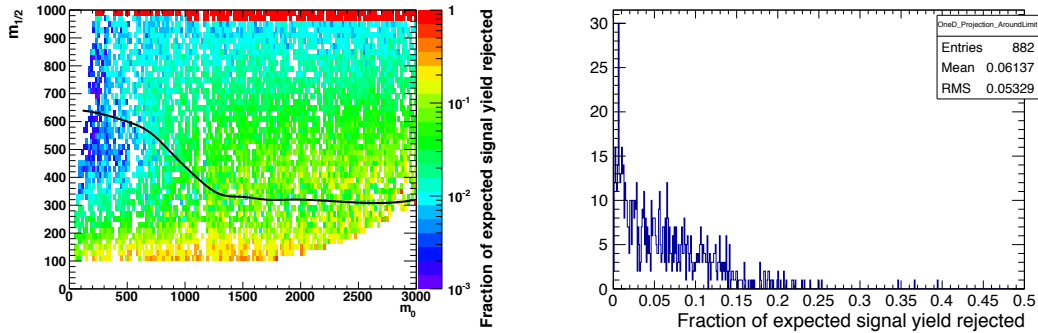 m1/2
1000
900
800
700
600
500
400
300
200
100
0
0 500 1000 1500 2000 2500 3000
m0
1
10-1
10-2
10-3
Fraction of expected signal yield rejected
OneD_Projection_AroundLimit
Entries 882
Mean 0.06137
RMS 0.05329
30
25
20
15
10
5
0
0 0.05 0.1 0.15 0.2 0.25 0.3 0.35 0.4 0.45 0.5
Fraction of expected signal yield rejected